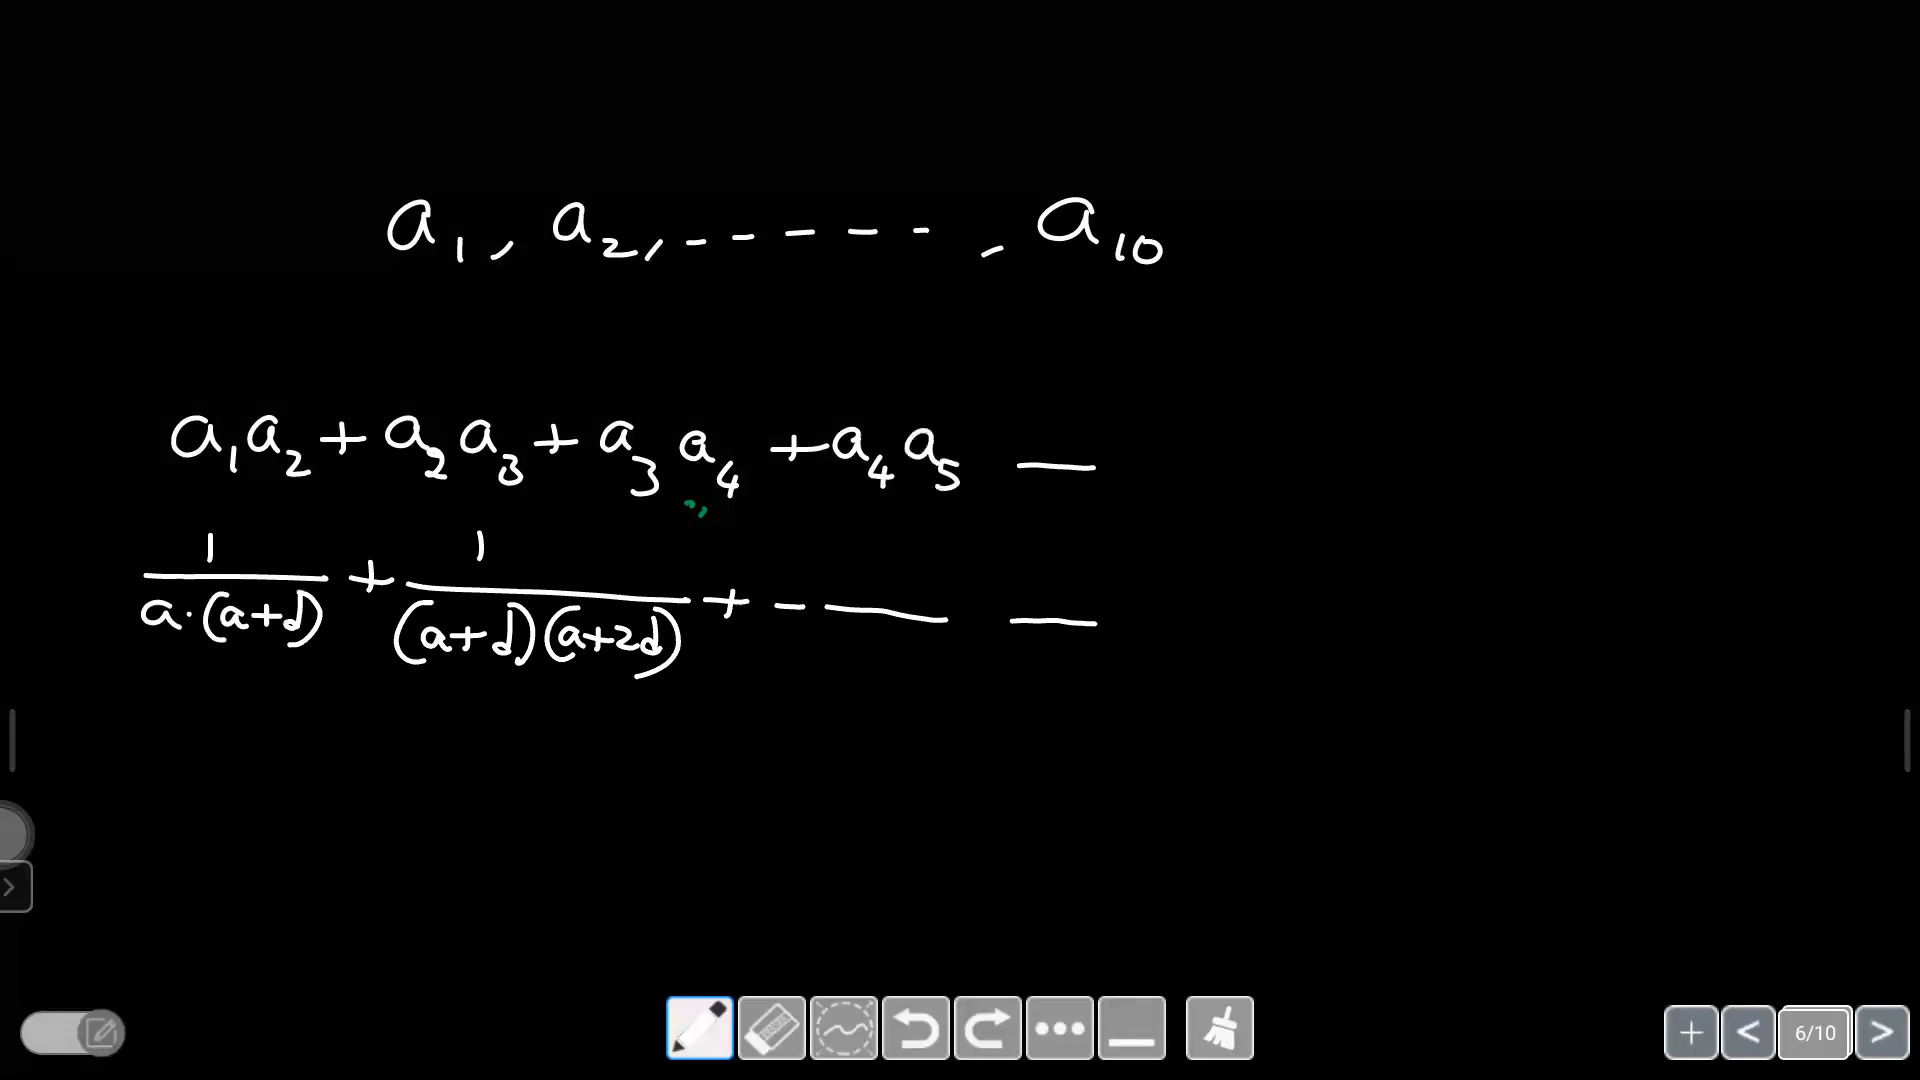 a₁, a₂, - - - - - , a₁₀
a₁a₂ + a₂a₃ + a₃a₄ + a₄a₅ —
1/(a·(a+d)) + 1/((a+d)(a+2d)) + - — —
6/10